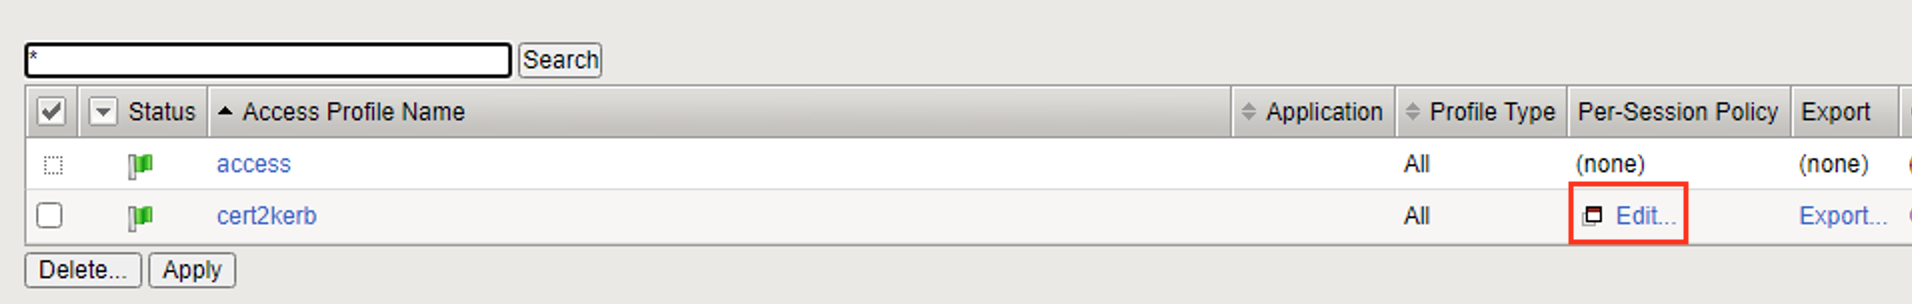 *
Search
Status Access Profile Name Application Profile Type Per-Session Policy Export
access All (none) (none)
cert2kerb All Edit... Export...
Delete... Apply